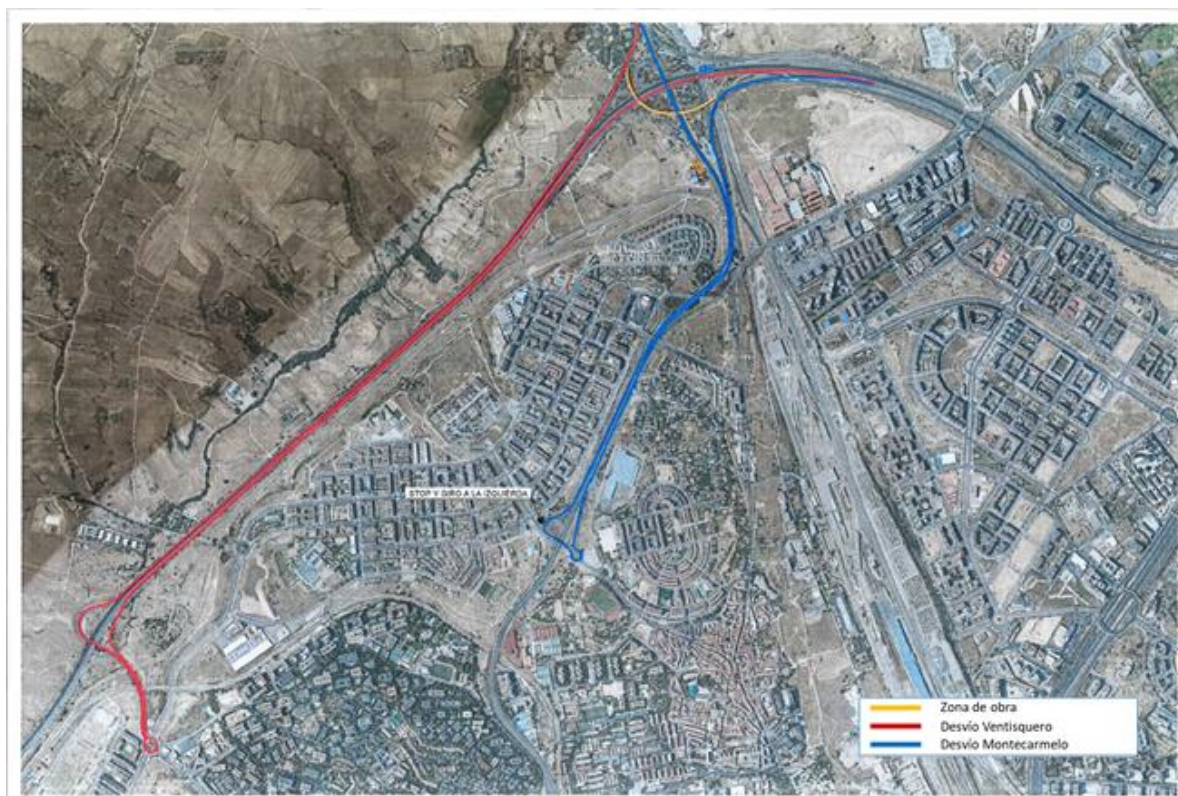 STOP Y GIRO A LA IZQUIERDA
Zona de obra
Desvío Ventisquero
Desvío Montecarmelo